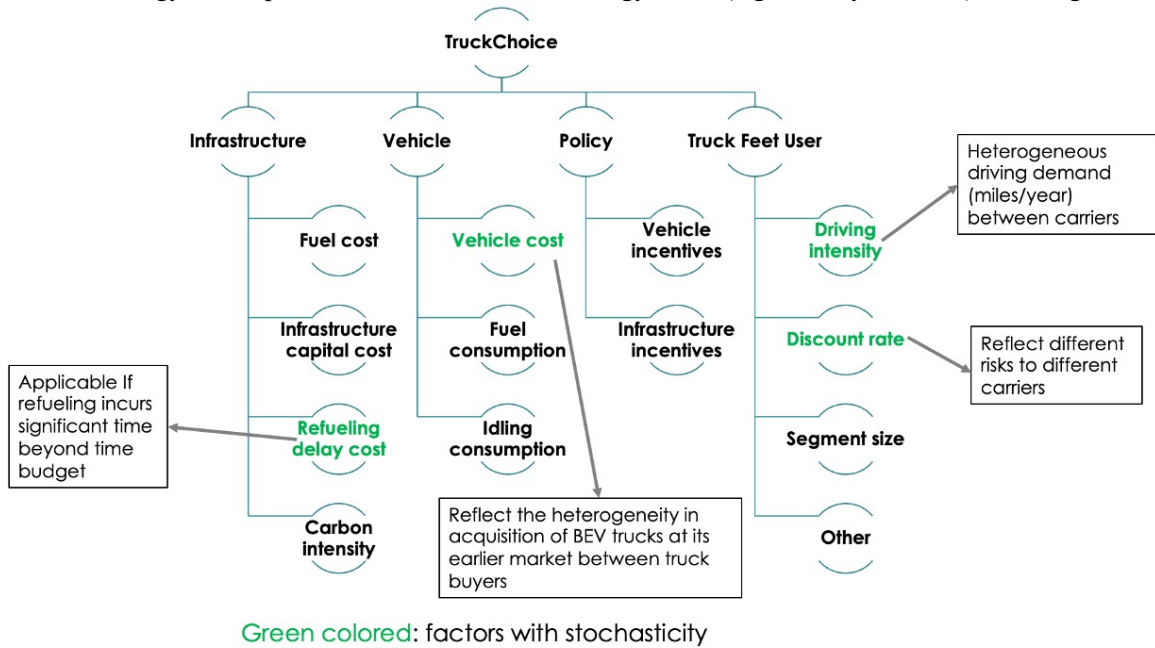 TruckChoice
Infrastructure
Vehicle
Policy
Truck Feet User
Fuel cost
Infrastructure
capital cost
Refueling
delay cost
Carbon
intensity
Vehicle cost
Fuel
consumption
Idling
consumption
Vehicle
incentives
Infrastructure
incentives
Driving
intensity
Discount rate
Segment size
Other
Heterogeneous
driving demand
(miles/year)
between carriers
Reflect different
risks to different
carriers
Applicable If
refueling incurs
significant time
beyond time
budget
Reflect the heterogeneity in
acquisition of BEV trucks at its
earlier market between truck
buyers
Green colored: factors with stochasticity